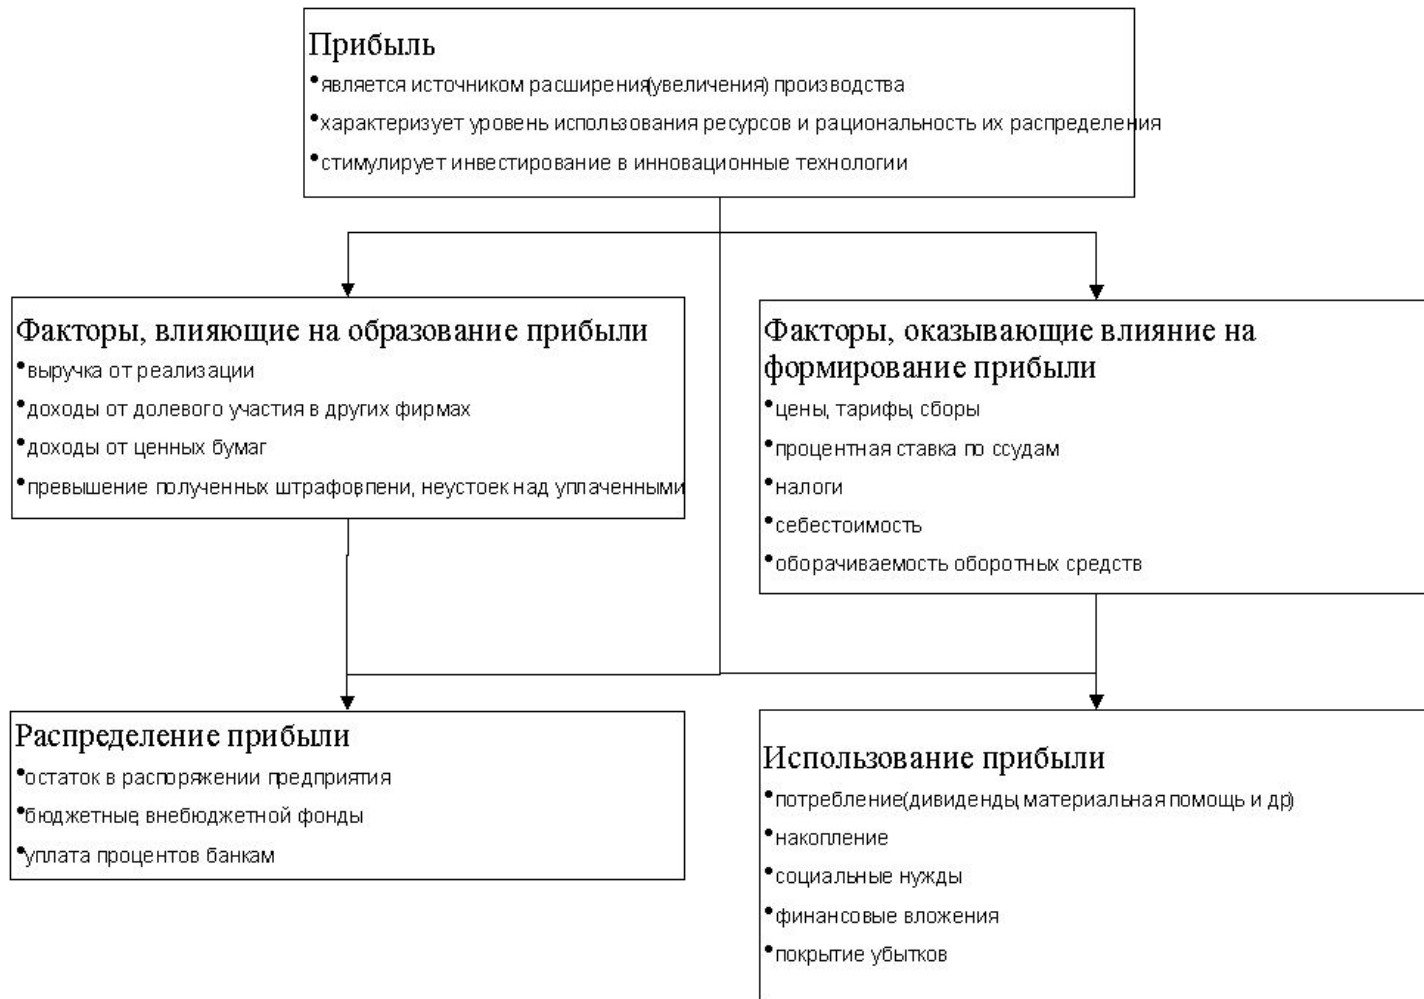 Прибыль
•является источником расширения(увеличения) производства
•характеризует уровень использования ресурсов и рациональность их распределения
•стимулирует инвестирование в инновационные технологии
Факторы, влияющие на образование прибыли
•выручка от реализации
•доходы от долевого участия в других фирмах
•доходы от ценных бумаг
•превышение полученных штрафов,пени, неустоек над уплаченными
Факторы, оказывающие влияние на
формирование прибыли
•цены, тарифы, сборы
•процентная ставка по ссудам
•налоги
•себестоимость
•оборачиваемость оборотных средств
Распределение прибыли
•остаток в распоряжении предприятия
•бюджетные, внебюджетной фонды
•уплата процентов банкам
Использование прибыли
•потребление(дивиденды, материальная помощь и др)
•накопление
•социальные нужды
•финансовые вложения
•покрытие убытков